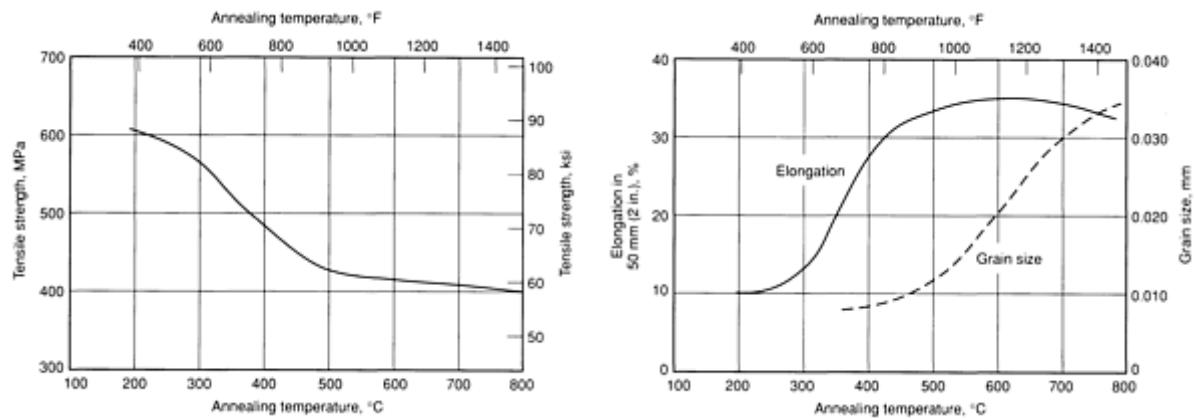 Annealing temperature, °F
400 600 800 1000 1200 1400
700
600
500
400
300
Tensile strength, MPa
100
90
80
70
60
50
Tensile strength, ksi
100 200 300 400 500 600 700 800
Annealing temperature, °C
Annealing temperature, °F
400 600 800 1000 1200 1400
40
30
20
10
0
Elongation in
50 mm (2 in.), %
Elongation
Grain size
0.040
0.030
0.020
0.010
0
Grain size, mm
100 200 300 400 500 600 700 800
Annealing temperature, °C